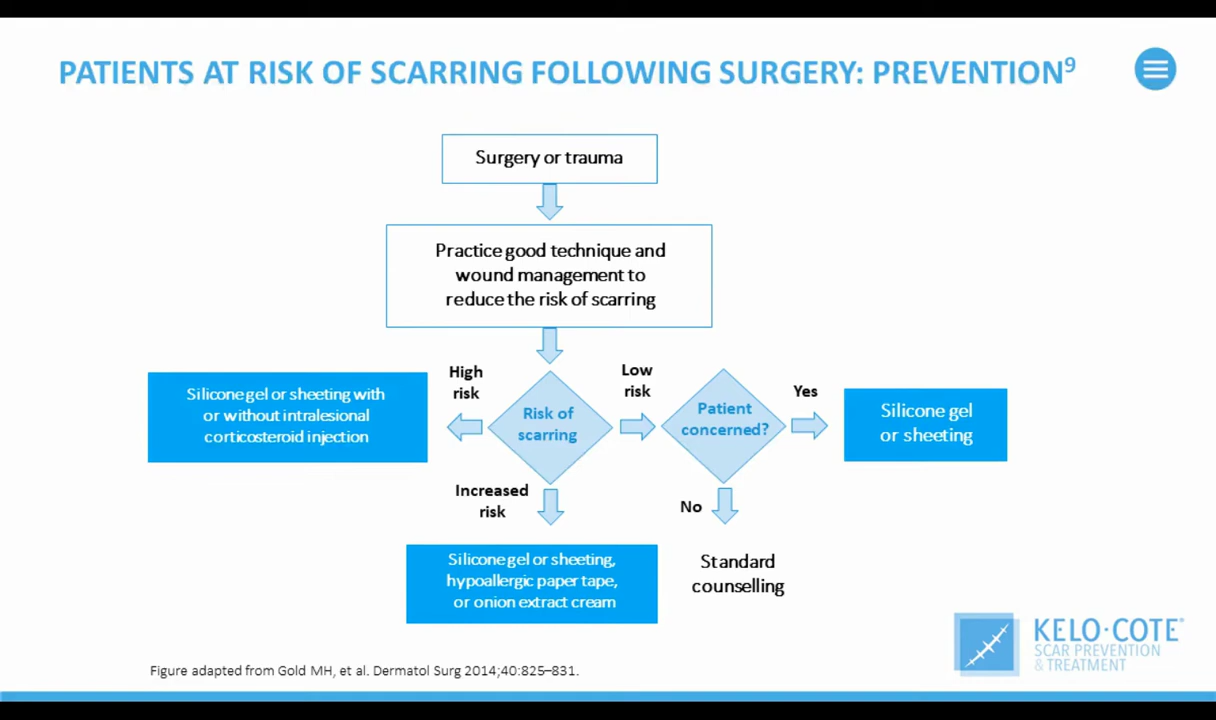 PATIENTS AT RISK OF SCARRING FOLLOWING SURGERY: PREVENTION⁹
Surgery or trauma
Practice good technique and
wound management to
reduce the risk of scarring
High
risk
Low
risk
Yes
Silicone gel or sheeting with
or without intralesional
corticosteroid injection
Risk of
scarring
Patient
concerned?
Silicone gel
or sheeting
Increased
risk
No
Silicone gel or sheeting,
hypoallergic paper tape,
or onion extract cream
Standard
counselling
KELO·COTE®
SCAR PREVENTION
& TREATMENT
Figure adapted from Gold MH, et al. Dermatol Surg 2014;40:825–831.